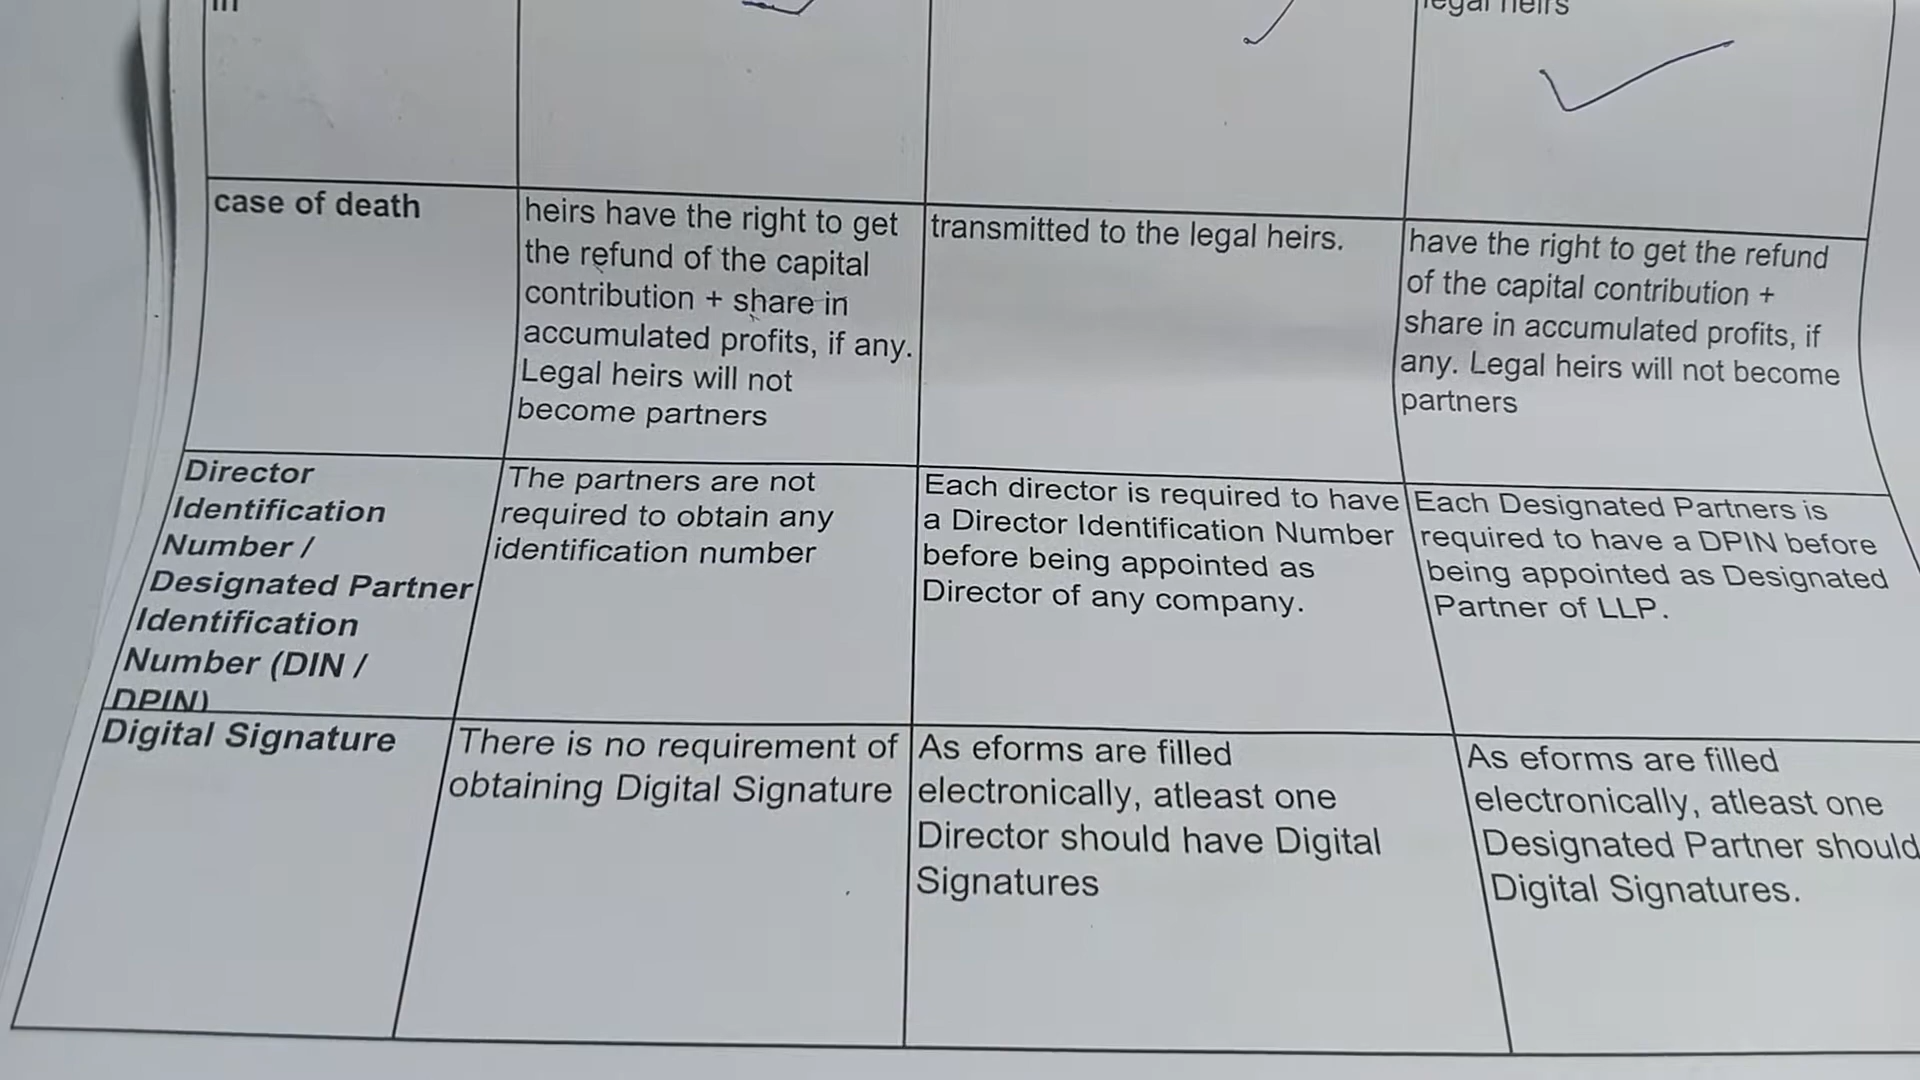 in
legal heirs
case of death
heirs have the right to get
the refund of the capital
contribution + share in
accumulated profits, if any.
Legal heirs will not
become partners
transmitted to the legal heirs.
have the right to get the refund
of the capital contribution +
share in accumulated profits, if
any. Legal heirs will not become
partners
Director
Identification
Number /
Designated Partner
Identification
Number (DIN /
DPIN)
The partners are not
required to obtain any
identification number
Each director is required to have
a Director Identification Number
before being appointed as
Director of any company.
Each Designated Partners is
required to have a DPIN before
being appointed as Designated
Partner of LLP.
Digital Signature
There is no requirement of
obtaining Digital Signature
As eforms are filled
electronically, atleast one
Director should have Digital
Signatures
As eforms are filled
electronically, atleast one
Designated Partner should
Digital Signatures.